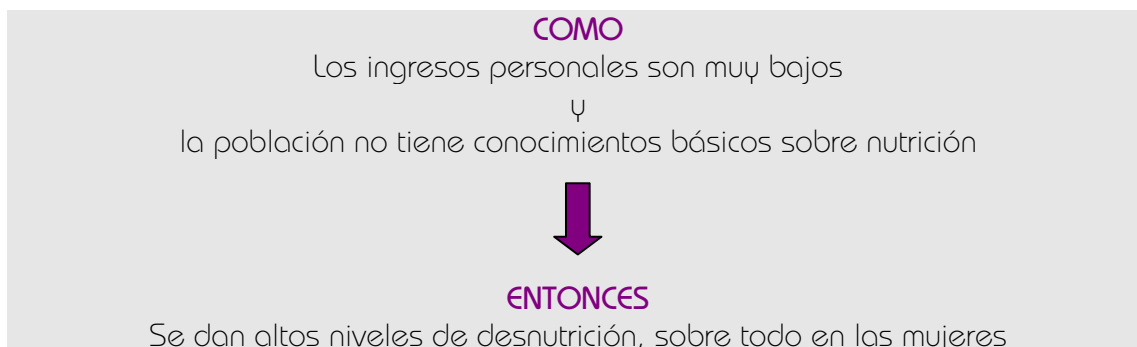 COMO
Los ingresos personales son muy bajos
y
la población no tiene conocimientos básicos sobre nutrición
ENTONCES
Se dan altos niveles de desnutrición, sobre todo en las mujeres